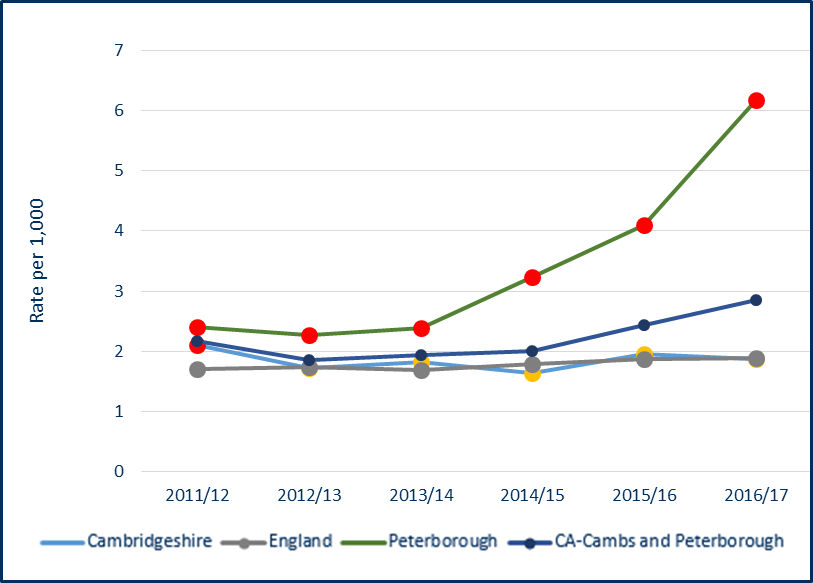 7
6
5
4
3
2
1
0
Rate per 1,000
2011/12 2012/13 2013/14 2014/15 2015/16 2016/17
Cambridgeshire England Peterborough CA-Cambs and Peterborough